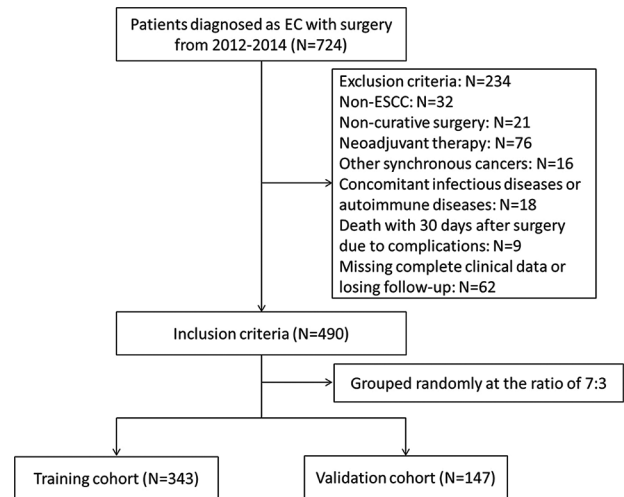 Patients diagnosed as EC with surgery
from 2012-2014 (N=724)
Exclusion criteria: N=234
Non-ESCC: N=32
Non-curative surgery: N=21
Neoadjuvant therapy: N=76
Other synchronous cancers: N=16
Concomitant infectious diseases or
autoimmune diseases: N=18
Death with 30 days after surgery
due to complications: N=9
Missing complete clinical data or
losing follow-up: N=62
Inclusion criteria (N=490)
Grouped randomly at the ratio of 7:3
Training cohort (N=343)
Validation cohort (N=147)